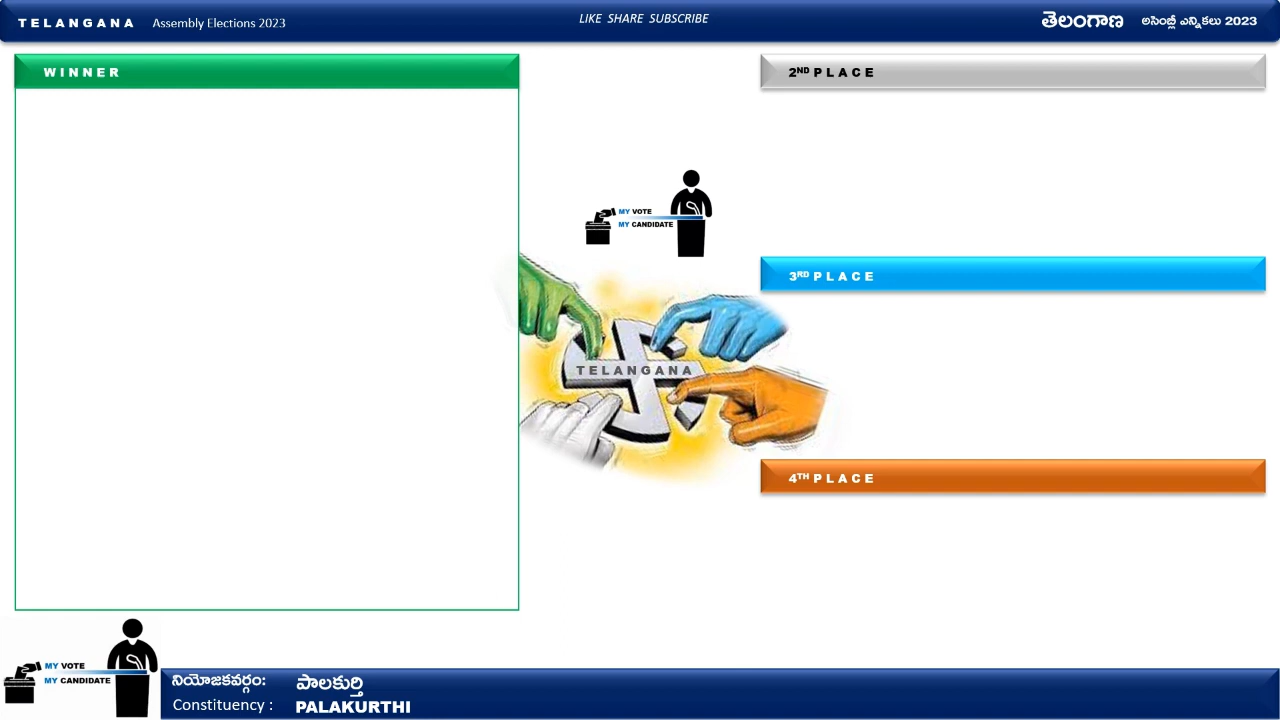 TELANGANA Assembly Elections 2023
LIKE SHARE SUBSCRIBE
తెలంగాణ అసెంబ్లీ ఎన్నికలు 2023
WINNER
2ND PLACE
MY VOTE
MY CANDIDATE
3RD PLACE
TELANGANA
4TH PLACE
MY VOTE
MY CANDIDATE
నియోజకవర్గం: పాలకుర్తి
Constituency : PALAKURTHI